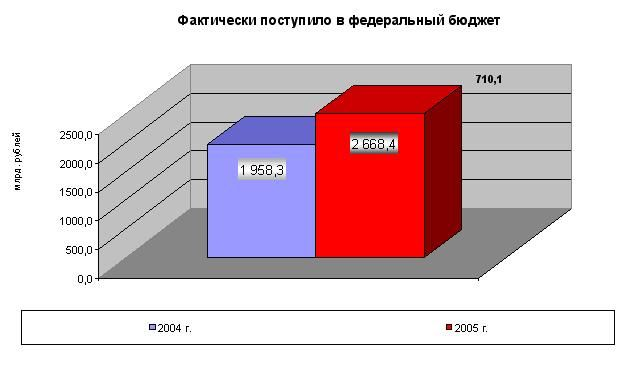 Фактически поступило в федеральный бюджет
710,1
млрд. рублей
2500,0
2000,0
1500,0
1000,0
500,0
0,0
1 958,3
2 668,4
2004 г.
2005 г.